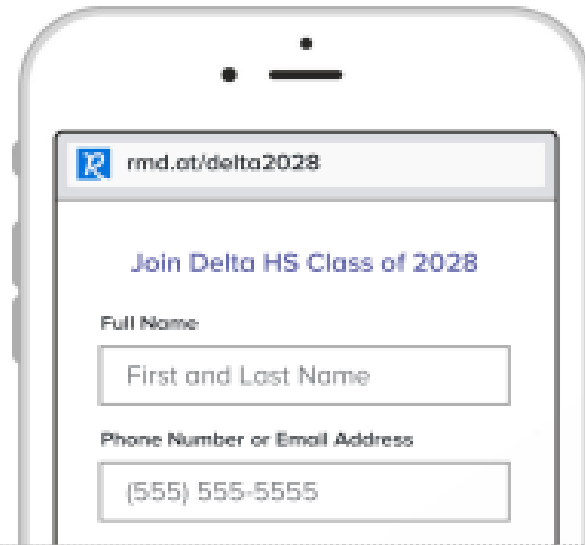 rmd.at/delta2028
Join Delta HS Class of 2028
Full Name
First and Last Name
Phone Number or Email Address
(555) 555-5555